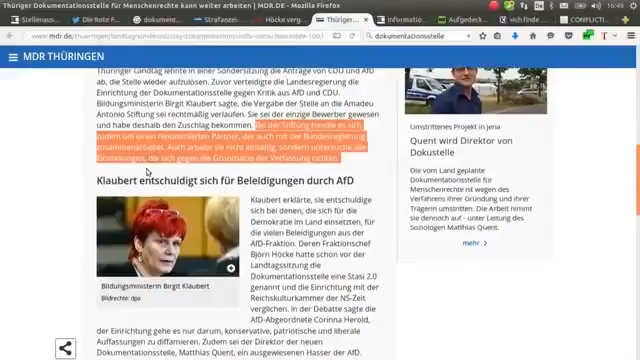 Thüringer Dokumentationsstelle für Menschenrechte kann weiter arbeiten | MDR.DE - Mozilla Firefox
16:49
Stellenauss
Die Rote F
dokument
Strafanzei
Höcke verg
Thüringer
Informatio
Aufgedeck
»Ich finde
CONFLICTI
www.mdr.de/thueringen/landtag
dokumentationsstelle
MDR THÜRINGEN
Thüringer Landtag lehnte in einer Sondersitzung die Anträge von CDU und AfD
ab, die Stelle wieder aufzulösen. Zuvor verteidigte die Landesregierung die
Einrichtung der Dokumentationsstelle gegen Kritik aus AfD und CDU.
Bildungsministerin Birgit Klaubert sagte, die Vergabe der Stelle an die Amadeu
Antonio Stiftung sei rechtmäßig verlaufen. Sie sei der einzige Bewerber gewesen
und habe deshalb den Zuschlag bekommen. Bei der Stiftung handle es sich
zudem um einen renommierten Partner, der auch mit der Bundesregierung
zusammenarbeitet. Auch arbeite sie nicht einseitig, sondern untersuche alle
Einstellungen, die sich gegen die Grundsätze der Verfassung richten.
Klaubert entschuldigt sich für Beleidigungen durch AfD
Bildungsministerin Birgit Klaubert
Bildrechte: dpa
Klaubert erklärte, sie entschuldige
sich bei denen, die sich für die
Demokratie im Land einsetzten, für
die vielen Beleidigungen aus der
AfD-Fraktion. Deren Fraktionschef
Björn Höcke hatte schon vor der
Landtagssitzung die
Dokumentationsstelle eine Stasi 2.0
genannt und die Einrichtung mit der
Reichskulturkammer der NS-Zeit
verglichen. In der Debatte sagte die
AfD-Abgeordnete Corinna Herold,
der Einrichtung gehe es nur darum, konservative, patriotische und liberale
Auffassungen zu diffamieren. Zudem sei der Direktor der neuen
Dokumentationsstelle, Matthias Quent, ein ausgewiesenen Hasser der AfD.
Umstrittenes Projekt in Jena
Quent wird Direktor von
Dokustelle
Die vom Land geplante
Dokumentationsstelle für
Menschenrechte ist wegen
des Verfahrens ihrer Gründung und ihrer
Trägerin umstritten. Die Arbeit nimmt
sie dennoch auf - unter Leitung des
Soziologen Matthias Quent.
mehr